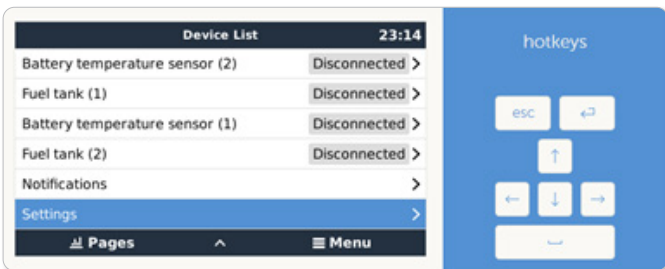 Device List 23:14
Battery temperature sensor (2) Disconnected >
Fuel tank (1) Disconnected >
Battery temperature sensor (1) Disconnected >
Fuel tank (2) Disconnected >
Notifications >
Settings >
Pages ^ ≡ Menu
hotkeys
esc ↵
↑
← ↓ →
⎵